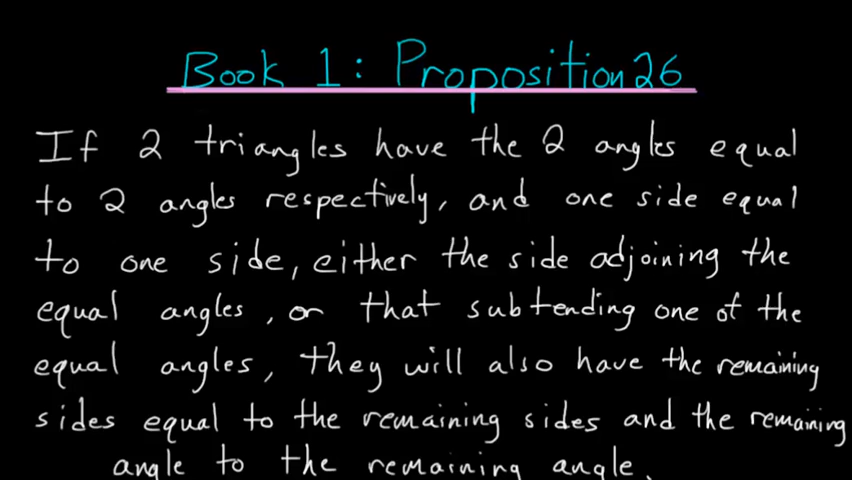 Book 1: Proposition 26
If 2 triangles have the 2 angles equal
to 2 angles respectively, and one side equal
to one side, either the side adjoining the
equal angles, or that subtending one of the
equal angles, they will also have the remaining
sides equal to the remaining sides and the remaining
angle to the remaining angle.